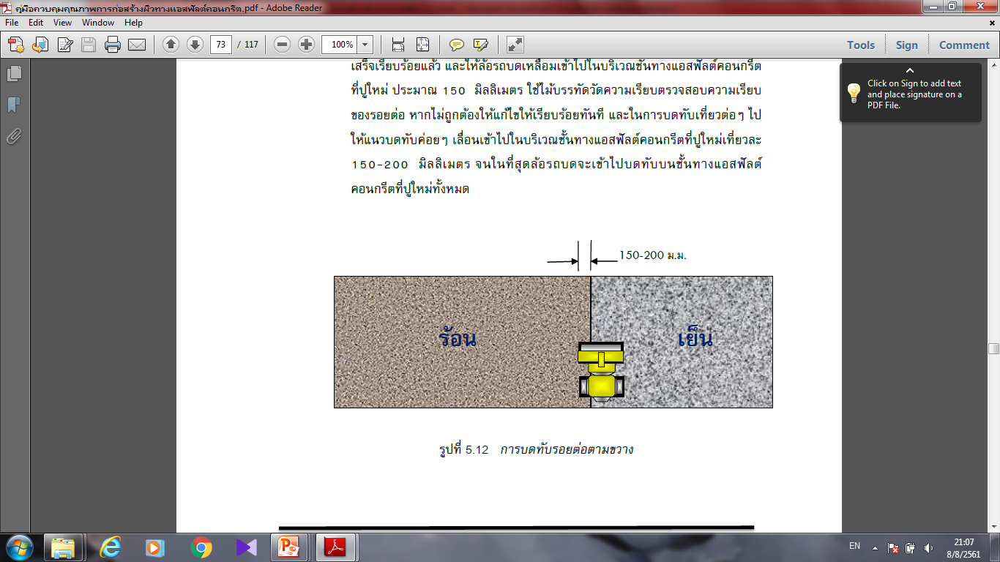 คู่มือควบคุมคุณภาพการก่อสร้างผิวทางแอสฟัลต์คอนกรีต.pdf - Adobe Reader
File Edit View Window Help
73 / 117 100% Tools Sign Comment
Click on Sign to add text
and place signature on a
PDF File.
เสร็จเรียบร้อยแล้ว และให้ล้อรถบดเหลื่อมเข้าไปในบริเวณชั้นทางแอสฟัลต์คอนกรีต
ที่ปูใหม่ ประมาณ 150 มิลลิเมตร ใช้ไม้บรรทัดวัดความเรียบตรวจสอบความเรียบ
ของรอยต่อ หากไม่ถูกต้องให้แก้ไขให้เรียบร้อยทันที และในการบดทับเที่ยวต่อๆ ไป
ให้แนวบดทับค่อยๆ เลื่อนเข้าไปในบริเวณชั้นทางแอสฟัลต์คอนกรีตที่ปูใหม่เที่ยวละ
150-200 มิลลิเมตร จนในที่สุดล้อรถบดจะเข้าไปบดทับบนชั้นทางแอสฟัลต์
คอนกรีตที่ปูใหม่ทั้งหมด
150-200 ม.ม.
ร้อน เย็น
รูปที่ 5.12 การบดทับรอยต่อตามขวาง
EN
21:07
8/8/2561